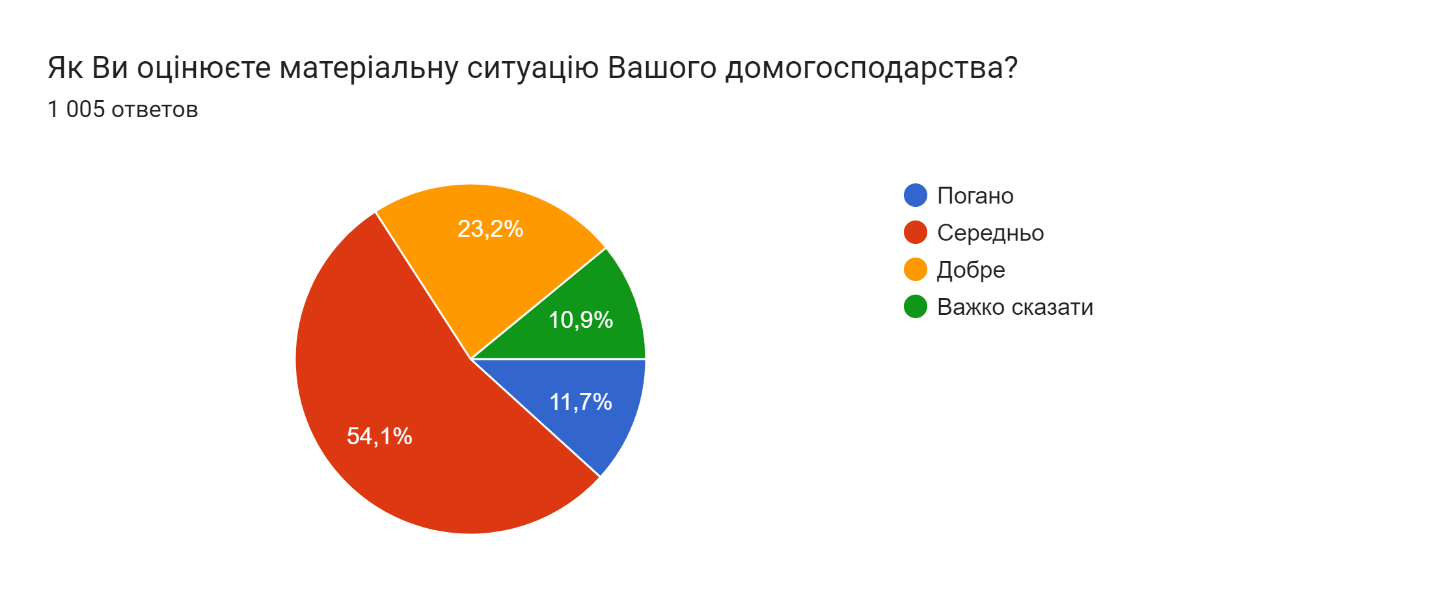 Як Ви оцінюєте матеріальну ситуацію Вашого домогосподарства?
1 005 ответов
23,2%
10,9%
11,7%
54,1%
Погано
Середньо
Добре
Важко сказати